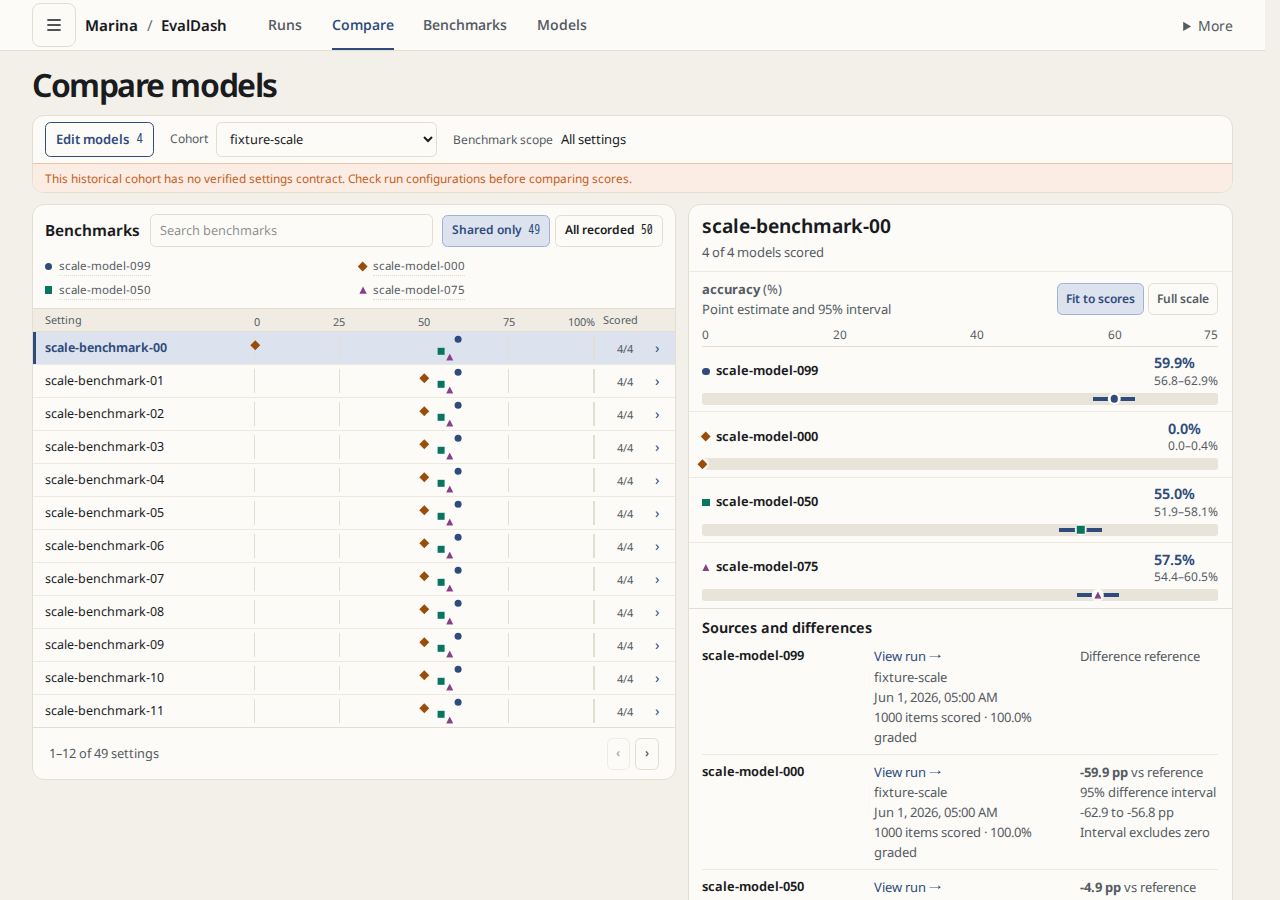 Marina / EvalDash
Runs
Compare
Benchmarks
Models
▶ More
Compare models
Edit models 4
Cohort
fixture-scale
Benchmark scope All settings
This historical cohort has no verified settings contract. Check run configurations before comparing scores.
Benchmarks
Search benchmarks
Shared only 49
All recorded 50
scale-model-099
scale-model-000
scale-model-050
scale-model-075
Setting 0 25 50 75 100% Scored
scale-benchmark-00 4/4 ›
scale-benchmark-01 4/4 ›
scale-benchmark-02 4/4 ›
scale-benchmark-03 4/4 ›
scale-benchmark-04 4/4 ›
scale-benchmark-05 4/4 ›
scale-benchmark-06 4/4 ›
scale-benchmark-07 4/4 ›
scale-benchmark-08 4/4 ›
scale-benchmark-09 4/4 ›
scale-benchmark-10 4/4 ›
scale-benchmark-11 4/4 ›
1–12 of 49 settings ‹ ›
scale-benchmark-00
4 of 4 models scored
accuracy (%)
Point estimate and 95% interval
Fit to scores
Full scale
0 20 40 60 75
scale-model-099 59.9%
56.8–62.9%
scale-model-000 0.0%
0.0–0.4%
scale-model-050 55.0%
51.9–58.1%
scale-model-075 57.5%
54.4–60.5%
Sources and differences
scale-model-099 View run → Difference reference
fixture-scale
Jun 1, 2026, 05:00 AM
1000 items scored · 100.0%
graded
scale-model-000 View run → -59.9 pp vs reference
fixture-scale 95% difference interval
Jun 1, 2026, 05:00 AM -62.9 to -56.8 pp
1000 items scored · 100.0% Interval excludes zero
graded
scale-model-050 View run → -4.9 pp vs reference